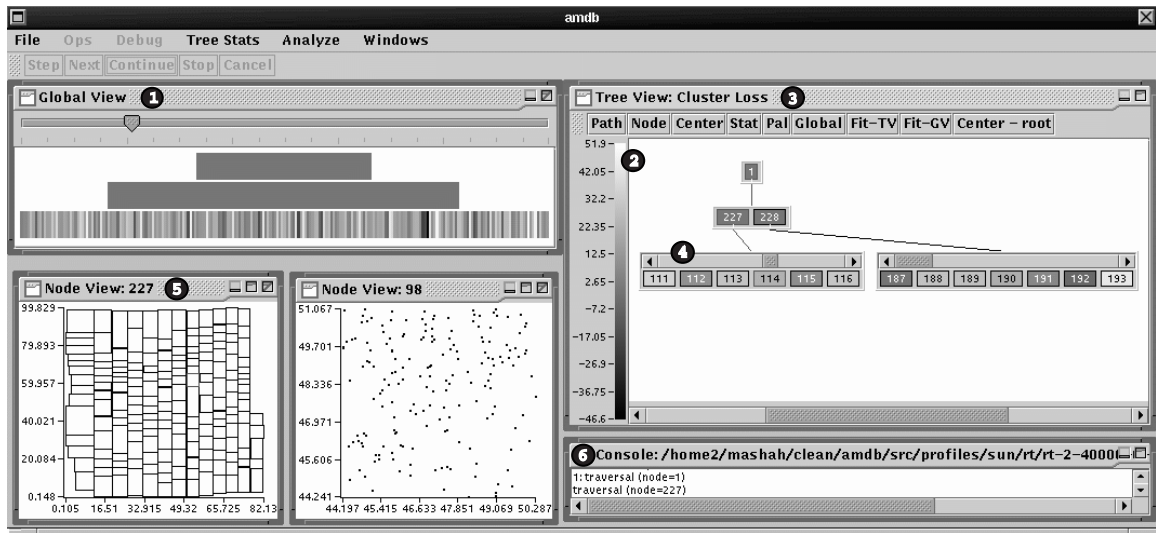 amdb
File Ops Debug Tree Stats Analyze Windows
Step Next Continue Stop Cancel
Global View 1
Tree View: Cluster Loss 3
Path Node Center Stat Pal Global Fit-TV Fit-GV Center - root
51.9
42.05
32.2
22.35
12.5
2.65
-7.2
-17.05
-26.9
-36.75
-46.6
2
1
227 228
4
111 112 113 114 115 116
187 188 189 190 191 192 193
Node View: 227 5
99.829
79.893
59.957
40.021
20.084
0.148
0.105 16.51 32.915 49.32 65.725 82.13
Node View: 98
51.067
49.701
48.336
46.971
45.606
44.241
44.197 45.415 46.633 47.851 49.069 50.287
6 Console: /home2/mashah/clean/amdb/src/profiles/sun/rt/rt-2-4000
1: traversal (node=1)
traversal (node=227)